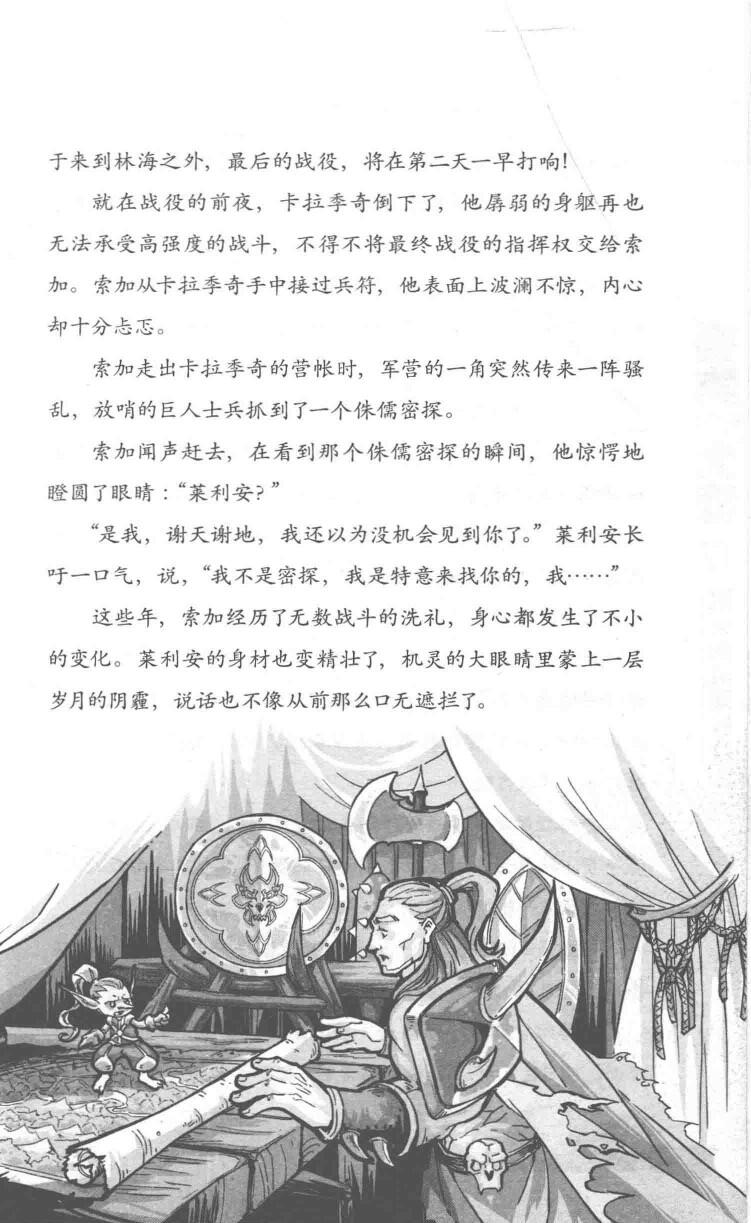 于来到林海之外，最后的战役，将在第二天一早打响！
就在战役的前夜，卡拉季奇倒下了，他孱弱的身躯再也
无法承受高强度的战斗，不得不将最终战役的指挥权交给索
加。索加从卡拉季奇手中接过兵符，他表面上波澜不惊，内心
却十分忐忑。
索加走出卡拉季奇的营帐时，军营的一角突然传来一阵骚
乱，放哨的巨人士兵抓到了一个侏儒密探。
索加闻声赶去，在看到那个侏儒密探的瞬间，他惊愕地
瞪圆了眼睛：“莱利安？”
“是我，谢天谢地，我还以为没机会见到你了。”莱利安长
吁一口气，说，“我不是密探，我是特意来找你的，我……”
这些年，索加经历了无数战斗的洗礼，身心都发生了不小
的变化。莱利安的身材也变精壮了，机灵的大眼睛里蒙上一层
岁月的阴霾，说话也不像从前那么口无遮拦了。